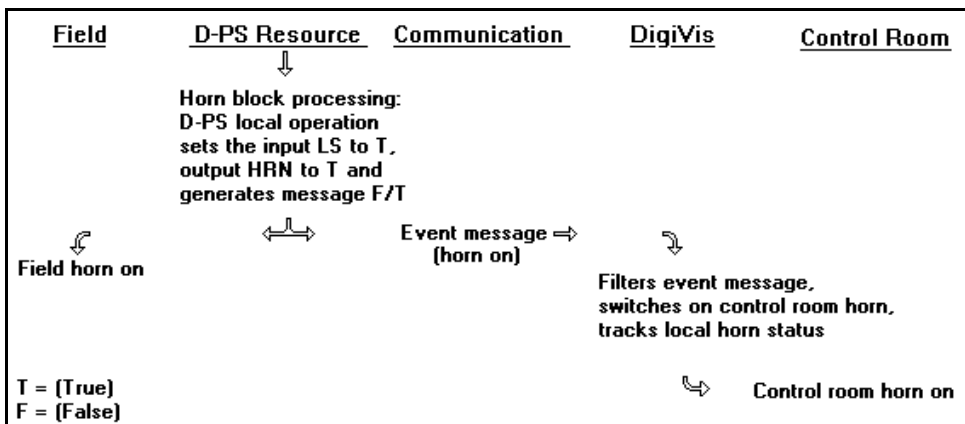 Field D-PS Resource Communication DigiVis Control Room
Horn block processing:
D-PS local operation
sets the input LS to T,
output HRN to T and
generates message F/T
Field horn on
Event message
(horn on)
Filters event message,
switches on control room horn,
tracks local horn status
T = (True)
F = (False)
Control room horn on